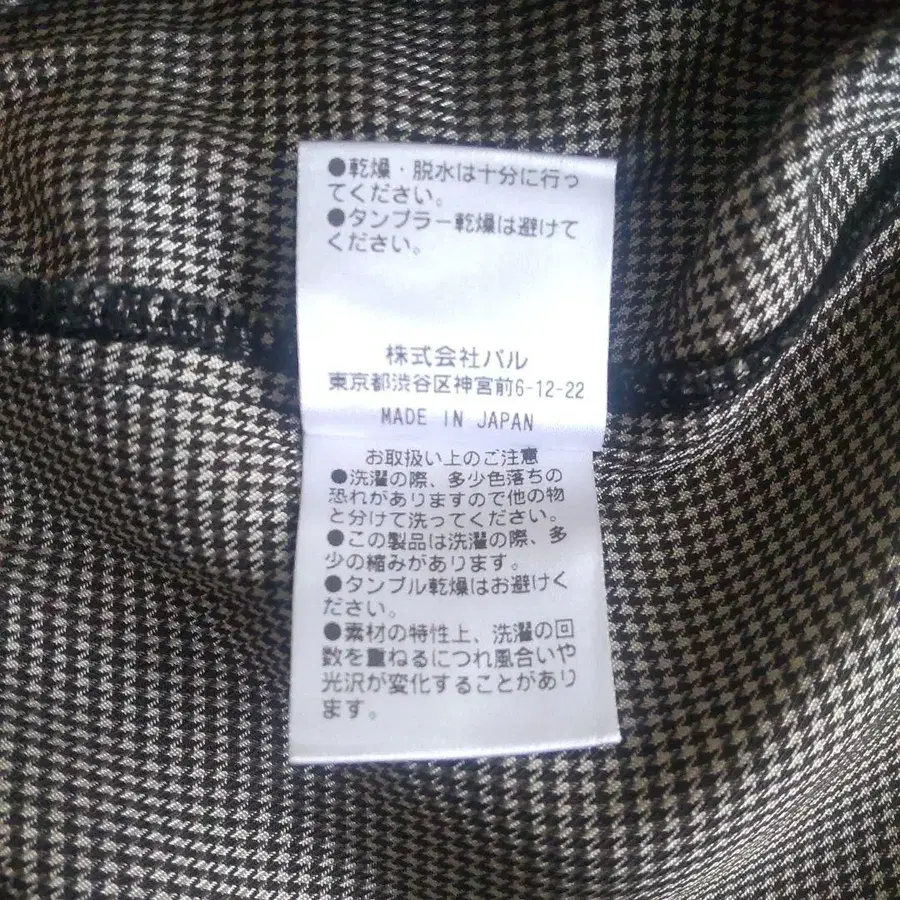 ●乾燥・脱水は十分に行っ
てください。
●タンブラー乾燥は避けて
ください。
株式会社パル
東京都渋谷区神宮前6-12-22
MADE IN JAPAN
お取扱い上のご注意
●洗濯の際、多少色落ちの
恐れがありますので他の物
と分けて洗ってください。
●この製品は洗濯の際、多
少の縮みがあります。
●タンブル乾燥はお避けく
ださい。
●素材の特性上、洗濯の回
数を重ねるにつれ風合いや
光沢が変化することがあり
ます。